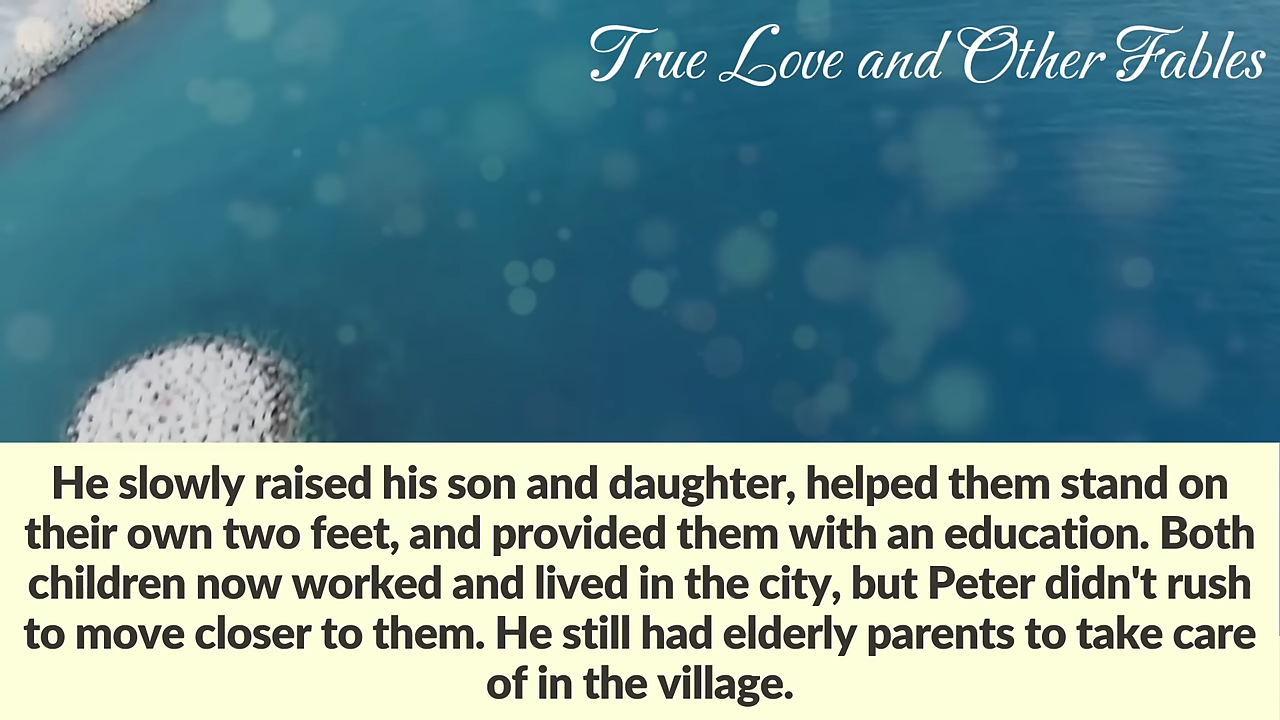 True Love and Other Fables
He slowly raised his son and daughter, helped them stand on
their own two feet, and provided them with an education. Both
children now worked and lived in the city, but Peter didn't rush
to move closer to them. He still had elderly parents to take care
of in the village.